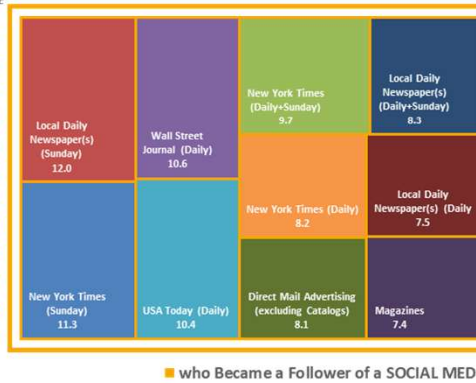 Local Daily
Newspaper(s)
(Sunday)
12.0
Wall Street
Journal (Daily)
10.6
New York Times
(Daily+Sunday)
9.7
Local Daily
Newspaper(s)
(Daily+Sunday)
8.3
New York Times (Daily)
8.2
Local Daily
Newspaper(s) (Daily
7.5
New York Times
(Sunday)
11.3
USA Today (Daily)
10.4
Direct Mail Advertising
(excluding Catalogs)
8.1
Magazines
7.4
who Became a Follower of a SOCIAL MED